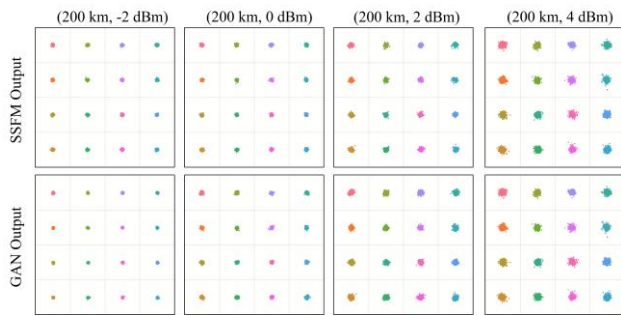 (200 km, -2 dBm)
(200 km, 0 dBm)
(200 km, 2 dBm)
(200 km, 4 dBm)
SSFM Output
GAN Output